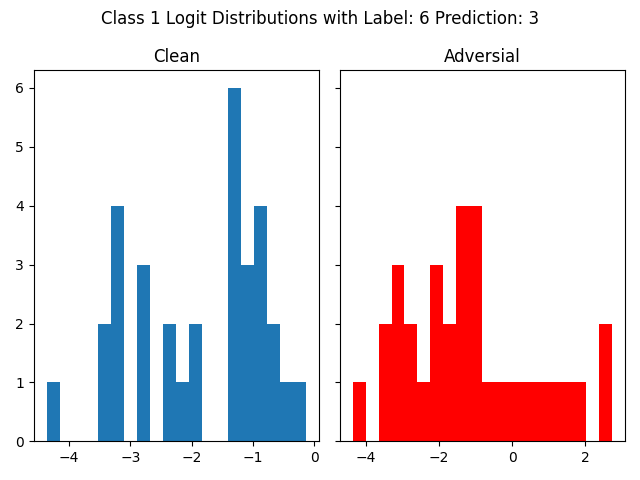 Class 1 Logit Distributions with Label: 6 Prediction: 3
Clean
Adversial
6
5
4
3
2
1
0
−4 −3 −2 −1 0
−4 −2 0 2